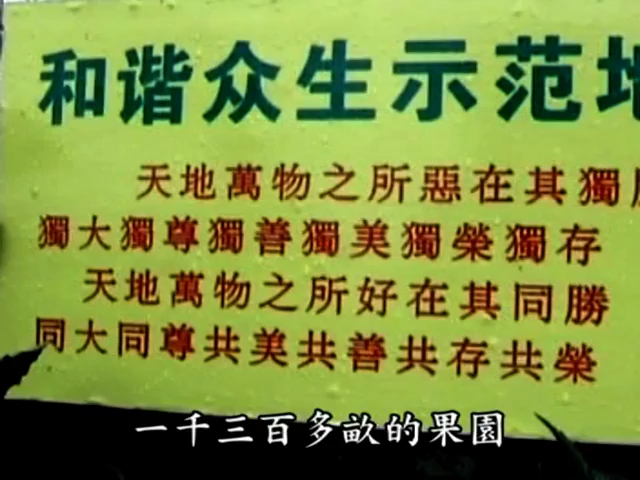 和谐众生示范地
天地萬物之所惡在其獨
獨大獨尊獨善獨美獨榮獨存
天地萬物之所好在其同勝
同大同尊共美共善共存共榮
一千三百多畝的果園